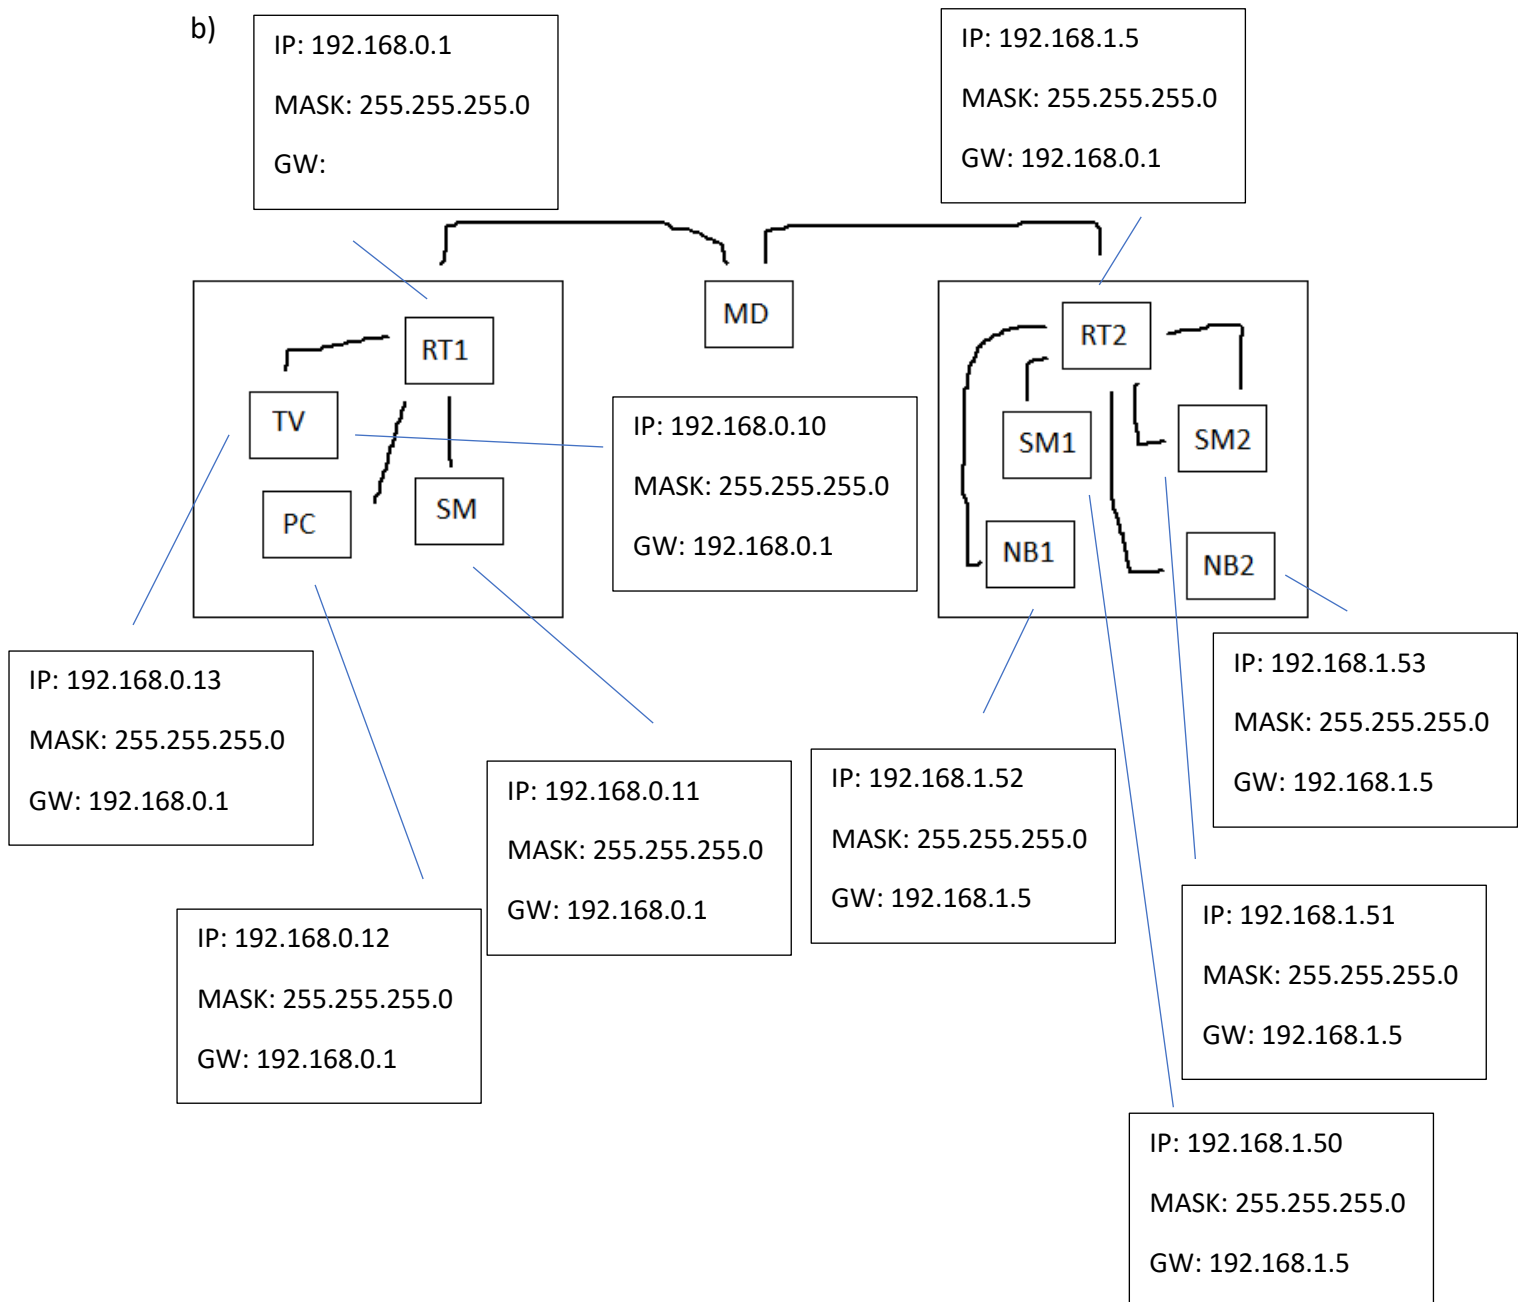 b)
IP: 192.168.0.1
MASK: 255.255.255.0
GW:
IP: 192.168.1.5
MASK: 255.255.255.0
GW: 192.168.0.1
MD
RT1
TV
PC
SM
IP: 192.168.0.10
MASK: 255.255.255.0
GW: 192.168.0.1
RT2
SM1
SM2
NB1
NB2
IP: 192.168.0.13
MASK: 255.255.255.0
GW: 192.168.0.1
IP: 192.168.0.12
MASK: 255.255.255.0
GW: 192.168.0.1
IP: 192.168.0.11
MASK: 255.255.255.0
GW: 192.168.0.1
IP: 192.168.1.52
MASK: 255.255.255.0
GW: 192.168.1.5
IP: 192.168.1.53
MASK: 255.255.255.0
GW: 192.168.1.5
IP: 192.168.1.51
MASK: 255.255.255.0
GW: 192.168.1.5
IP: 192.168.1.50
MASK: 255.255.255.0
GW: 192.168.1.5